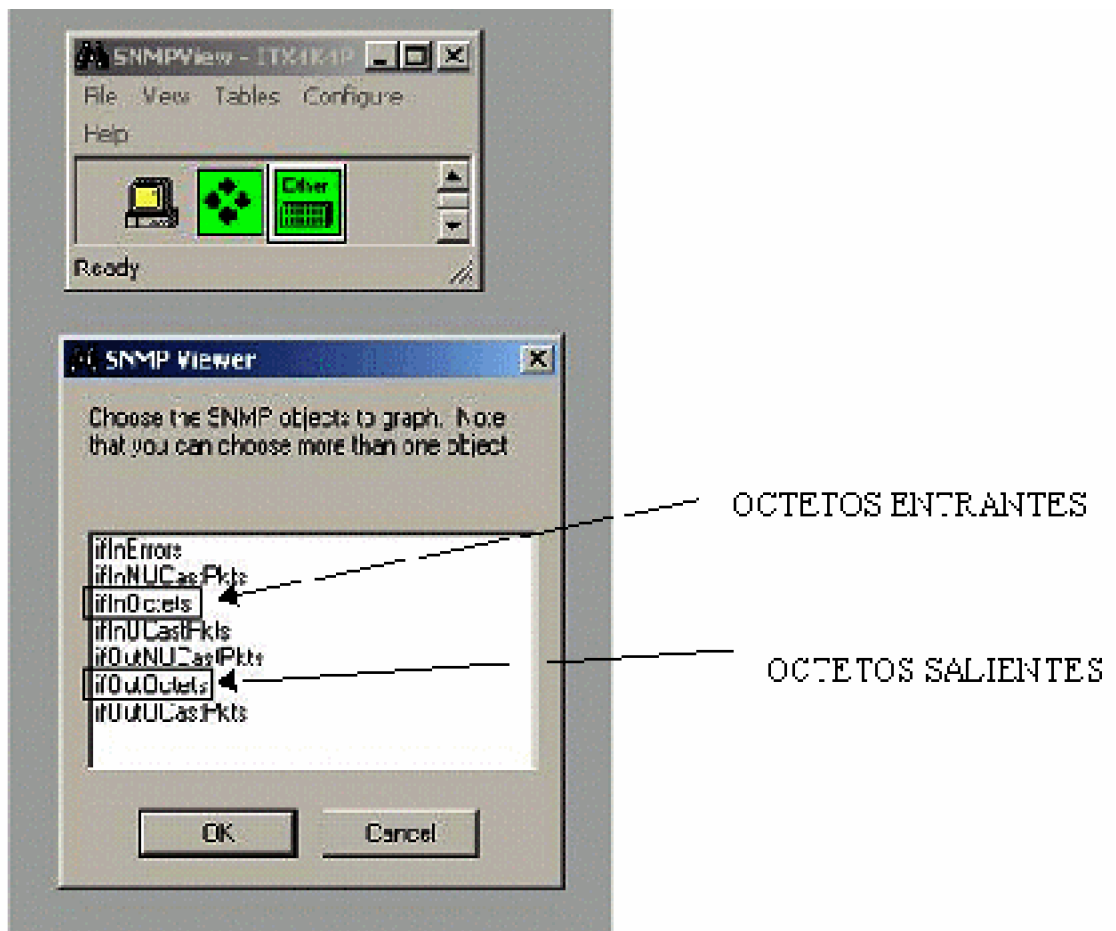 SNMPView - ITX4K4P
File View Tables Configure
Help
Ether
Ready
SNMP Viewer
Choose the SNMP objects to graph. Note
that you can choose more than one object
ifInErrors
ifInNUCastPkts
ifInOctets
ifInUCastPkts
ifOutNUCastPkts
ifOutOctets
ifOutUCastPkts
OK Cancel
OCTETOS ENTRANTES
OCTETOS SALIENTES